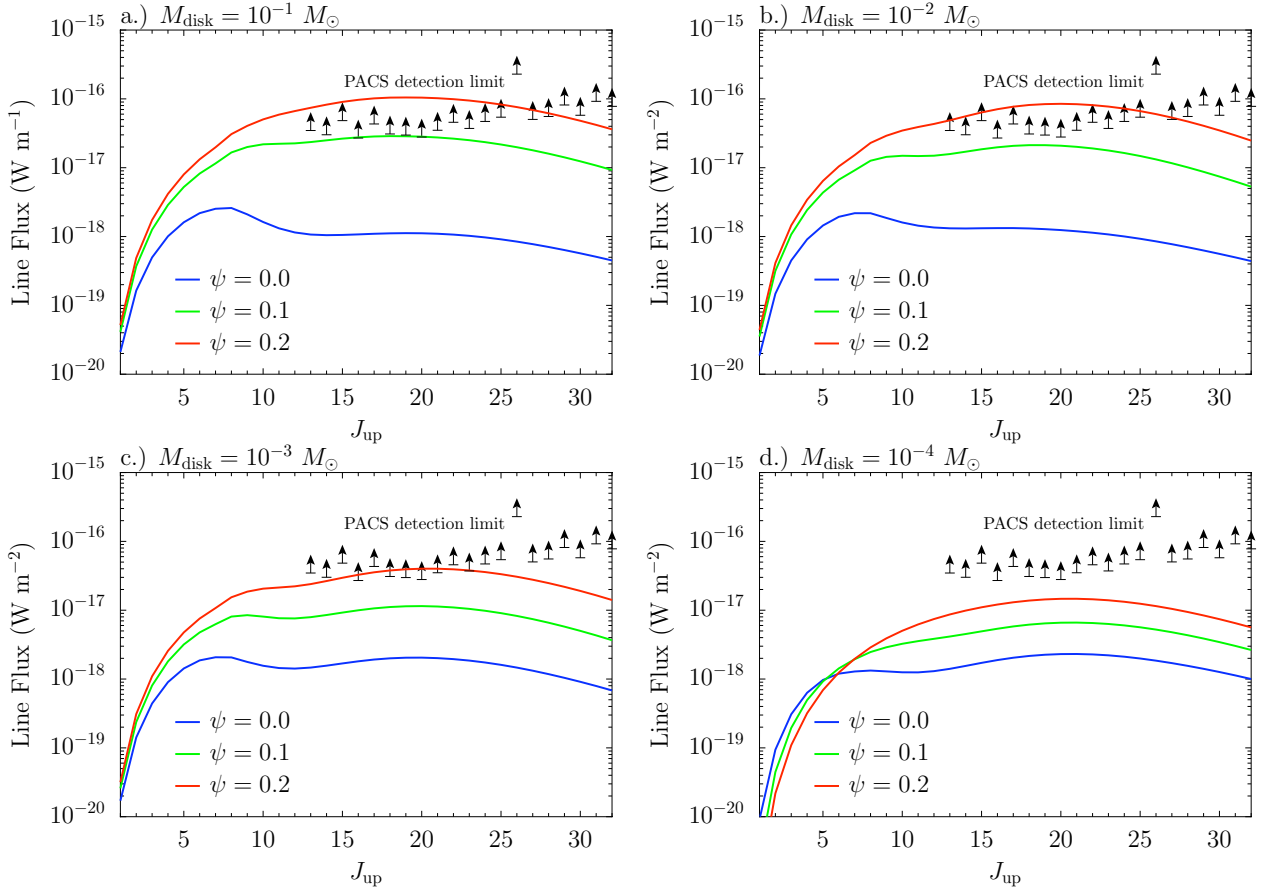 a.) M_disk = 10^−1 M_⊙
10^−15
10^−16
10^−17
10^−18
10^−19
10^−20
Line Flux (W m^−1)
PACS detection limit
ψ = 0.0
ψ = 0.1
ψ = 0.2
5 10 15 20 25 30
J_up
b.) M_disk = 10^−2 M_⊙
10^−15
10^−16
10^−17
10^−18
10^−19
10^−20
Line Flux (W m^−2)
PACS detection limit
ψ = 0.0
ψ = 0.1
ψ = 0.2
5 10 15 20 25 30
J_up
c.) M_disk = 10^−3 M_⊙
10^−15
10^−16
10^−17
10^−18
10^−19
10^−20
Line Flux (W m^−2)
PACS detection limit
ψ = 0.0
ψ = 0.1
ψ = 0.2
5 10 15 20 25 30
J_up
d.) M_disk = 10^−4 M_⊙
10^−15
10^−16
10^−17
10^−18
10^−19
10^−20
Line Flux (W m^−2)
PACS detection limit
ψ = 0.0
ψ = 0.1
ψ = 0.2
5 10 15 20 25 30
J_up